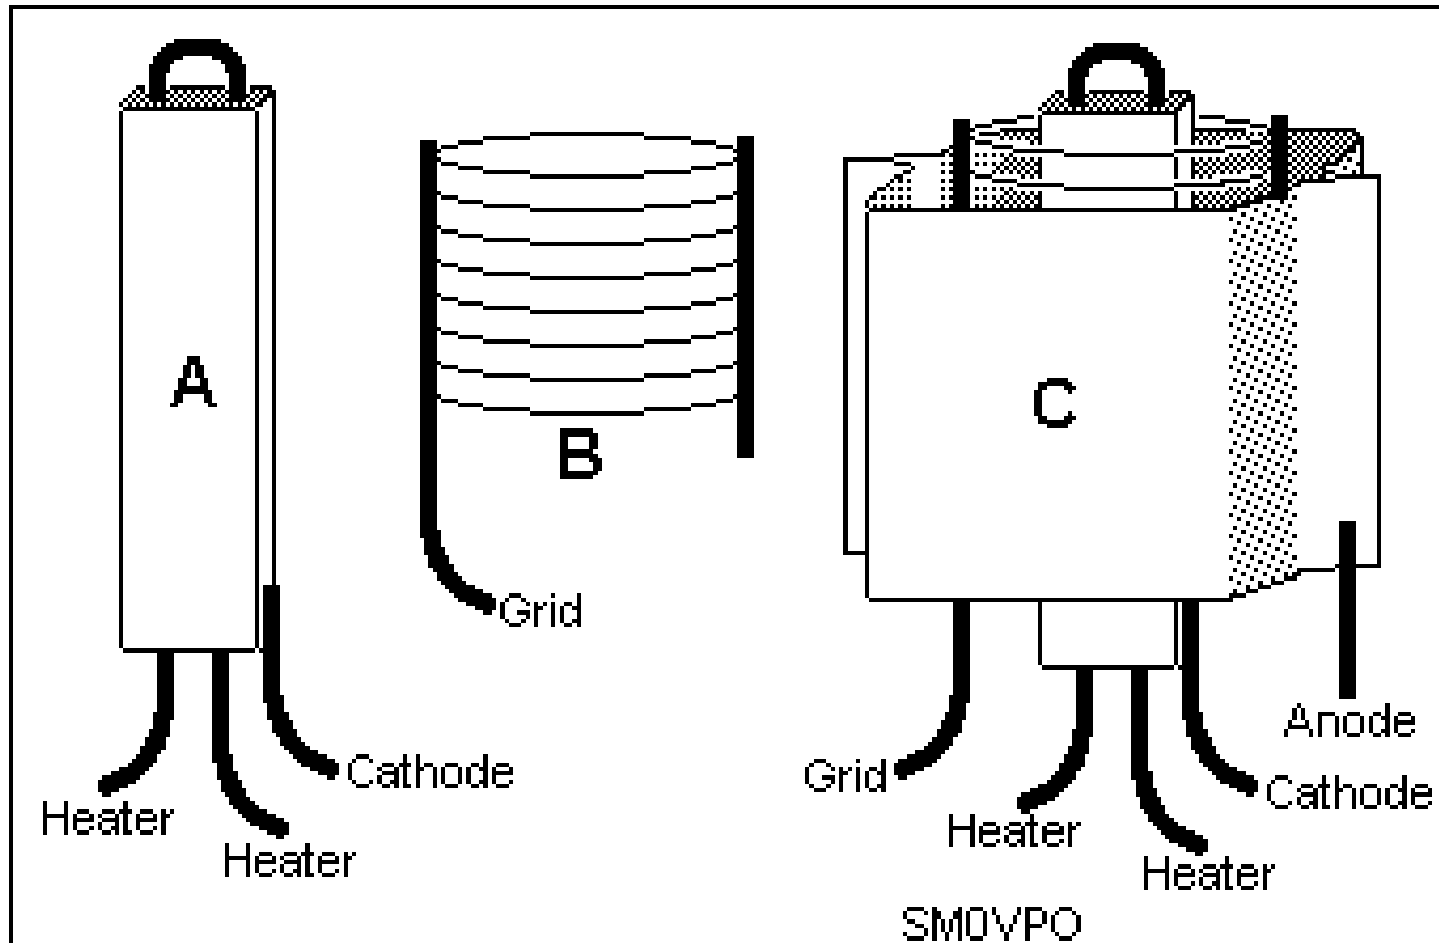 A
B
C
Grid
Cathode
Heater
Heater
Anode
Grid
Cathode
Heater
Heater
SM0VPO